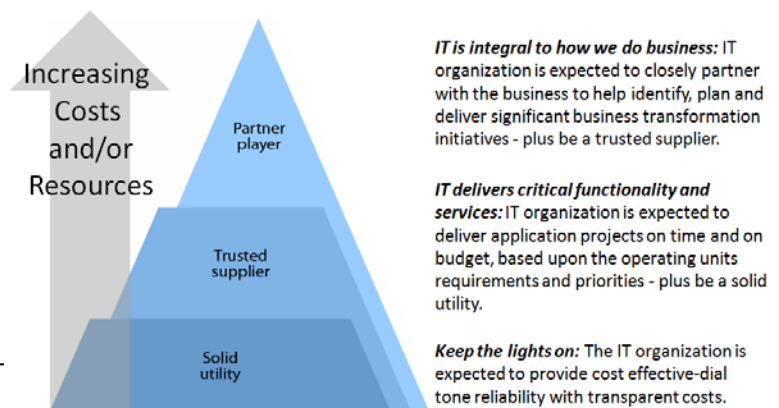 Increasing
Costs
and/or
Resources
Partner
player
Trusted
supplier
Solid
utility
IT is integral to how we do business: IT
organization is expected to closely partner
with the business to help identify, plan and
deliver significant business transformation
initiatives - plus be a trusted supplier.
IT delivers critical functionality and
services: IT organization is expected to
deliver application projects on time and on
budget, based upon the operating units
requirements and priorities - plus be a solid
utility.
Keep the lights on: The IT organization is
expected to provide cost effective-dial
tone reliability with transparent costs.